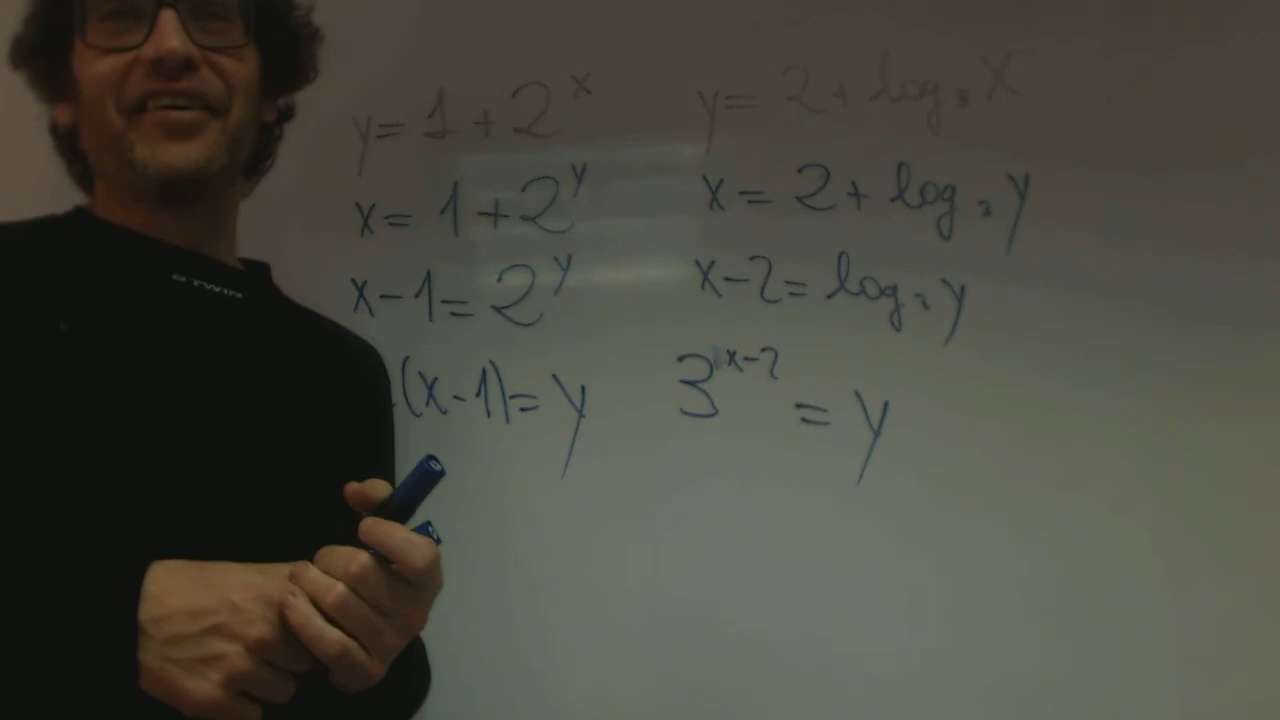 y = 1 + 2^x
x = 1 + 2^y
x - 1 = 2^y
(x - 1) = y
y = 2 + log₃ x
x = 2 + log₃ y
x - 2 = log₃ y
3^(x-2) = y